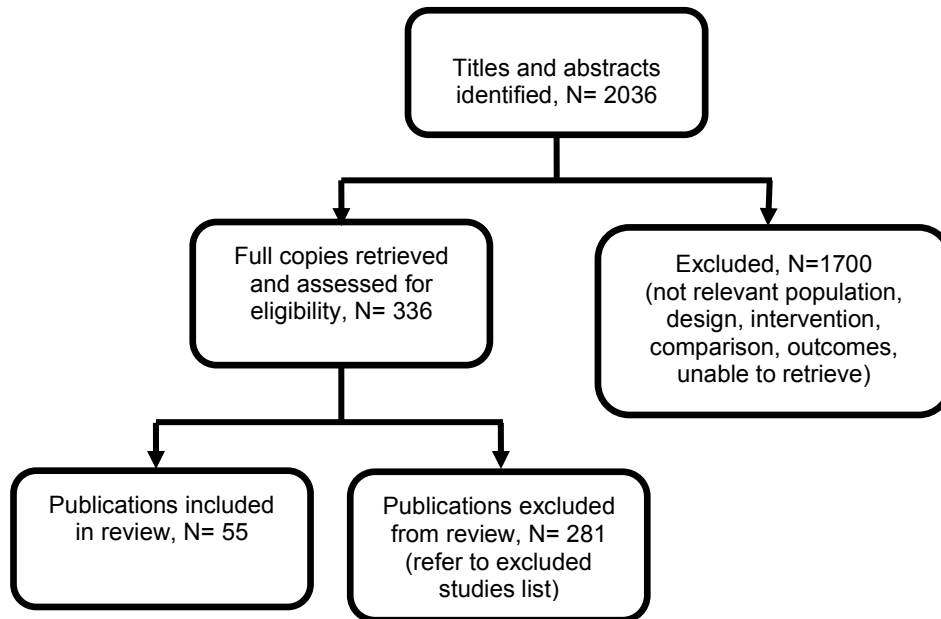 Titles and abstracts
identified, N= 2036
Full copies retrieved
and assessed for
eligibility, N= 336
Excluded, N=1700
(not relevant population,
design, intervention,
comparison, outcomes,
unable to retrieve)
Publications included
in review, N= 55
Publications excluded
from review, N= 281
(refer to excluded
studies list)